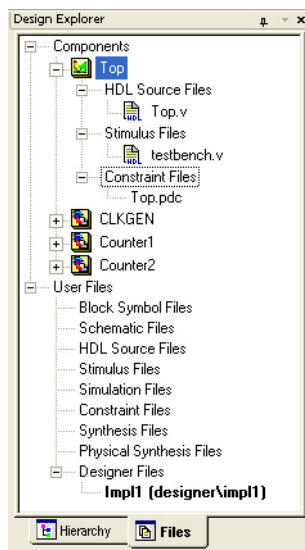 Design Explorer
Components
Top
HDL Source Files
HDL Top.v
Stimulus Files
HDL testbench.v
Constraint Files
Top.pdc
CLKGEN
Counter1
Counter2
User Files
Block Symbol Files
Schematic Files
HDL Source Files
Stimulus Files
Simulation Files
Constraint Files
Synthesis Files
Physical Synthesis Files
Designer Files
Impl1 (designer\impl1)
Hierarchy Files